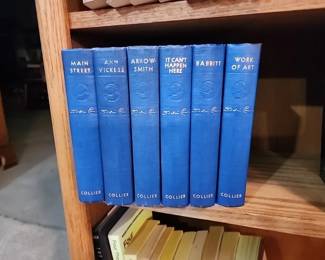 MAIN
STREET
COLLIER
ANN
VICKERS
COLLIER
ARROW-
SMITH
COLLIER
IT CAN'T
HAPPEN
HERE
COLLIER
BABBITT
COLLIER
WORK
OF ART
COLLIER